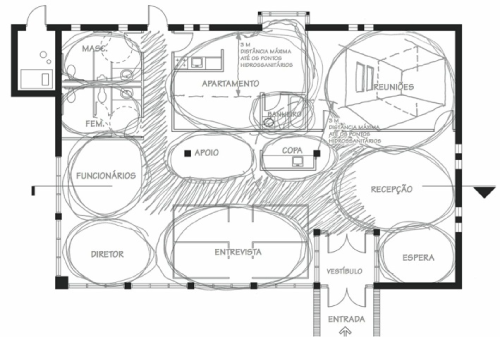 MASC.
3 M
DISTÂNCIA MÁXIMA
ATÉ OS PONTOS
HIDROSSANITÁRIOS
APARTAMENTO
REUNIÕES
BANHEIRO
FEM.
3 M
DISTÂNCIA MÁXIMA
ATÉ OS PONTOS
HIDROSSANITÁRIOS
APOIO
COPA
FUNCIONÁRIOS
RECEPÇÃO
DIRETOR
ENTREVISTA
ESPERA
VESTÍBULO
ENTRADA